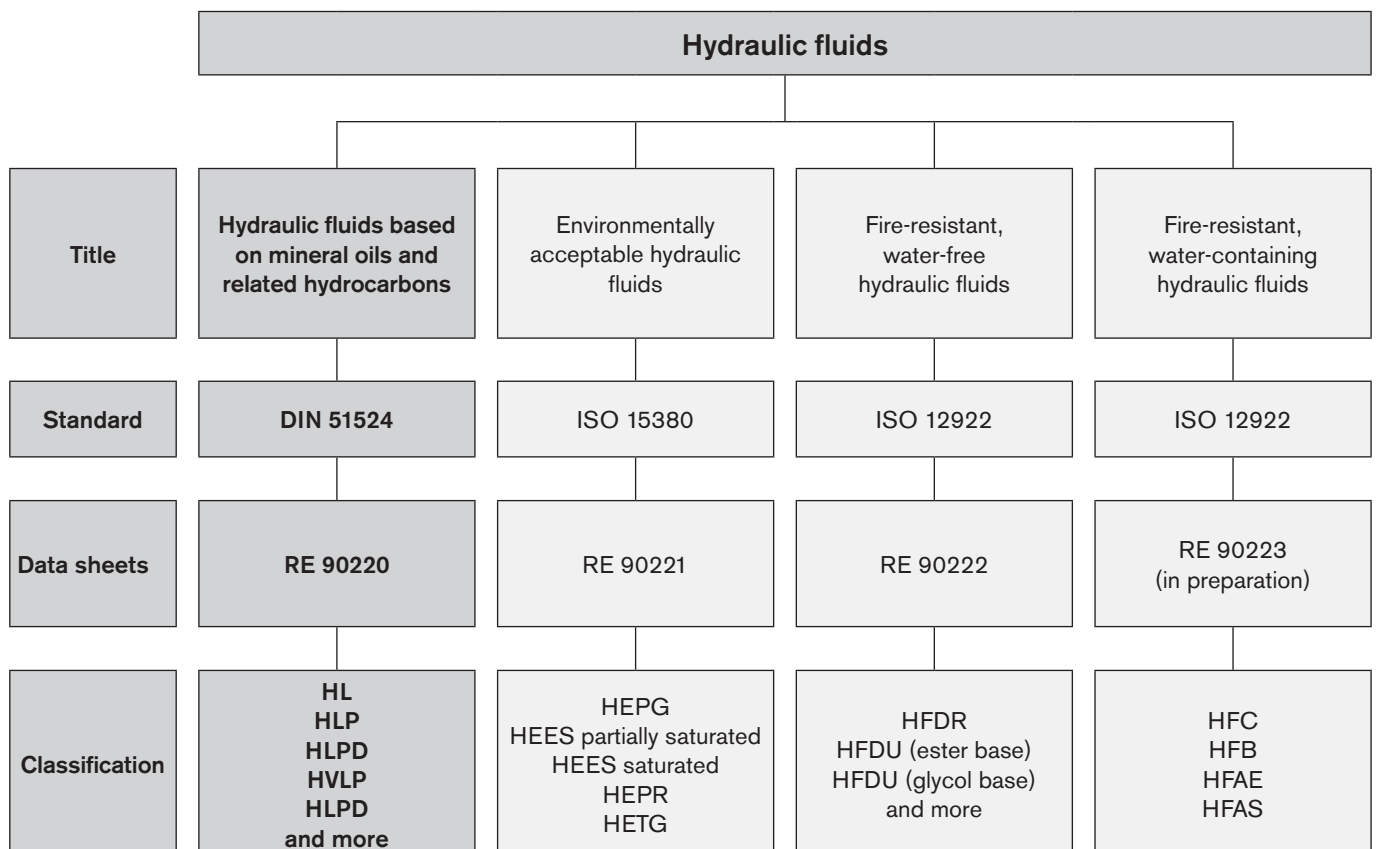 Hydraulic fluids
Title
Hydraulic fluids based
on mineral oils and
related hydrocarbons
Environmentally
acceptable hydraulic
fluids
Fire-resistant,
water-free
hydraulic fluids
Fire-resistant,
water-containing
hydraulic fluids
Standard
DIN 51524
ISO 15380
ISO 12922
ISO 12922
Data sheets
RE 90220
RE 90221
RE 90222
RE 90223
(in preparation)
Classification
HL
HLP
HLPD
HVLP
HLPD
and more
HEPG
HEES partially saturated
HEES saturated
HEPR
HETG
HFDR
HFDU (ester base)
HFDU (glycol base)
and more
HFC
HFB
HFAE
HFAS